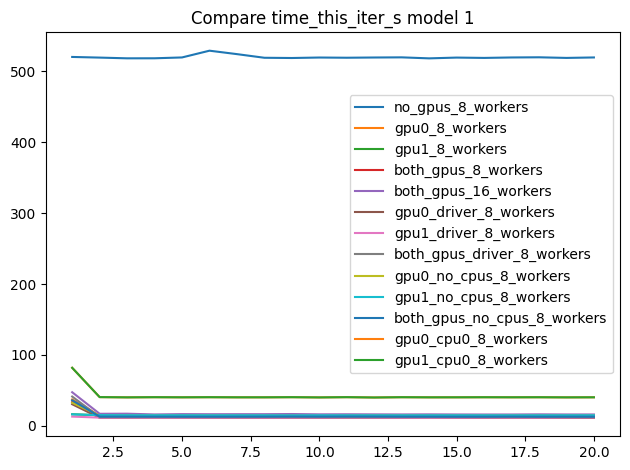 Compare time_this_iter_s model 1
500
400
300
200
100
0
no_gpus_8_workers
gpu0_8_workers
gpu1_8_workers
both_gpus_8_workers
both_gpus_16_workers
gpu0_driver_8_workers
gpu1_driver_8_workers
both_gpus_driver_8_workers
gpu0_no_cpus_8_workers
gpu1_no_cpus_8_workers
both_gpus_no_cpus_8_workers
gpu0_cpu0_8_workers
gpu1_cpu0_8_workers
2.5 5.0 7.5 10.0 12.5 15.0 17.5 20.0